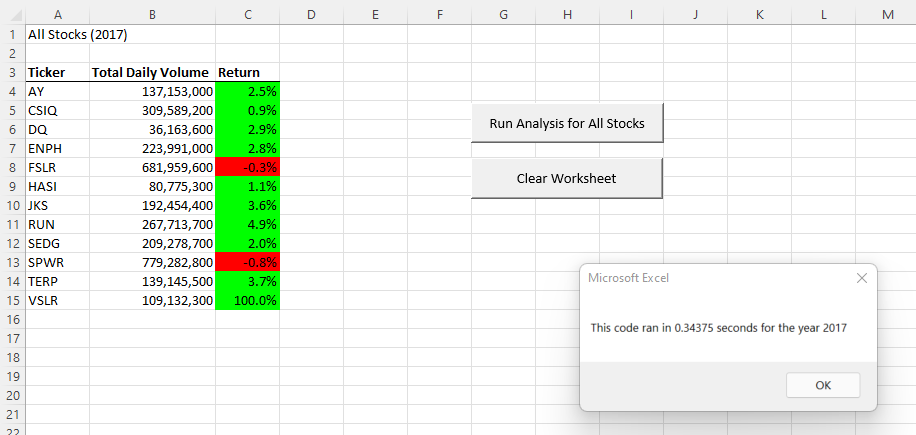 A B C D E F G H I J K L M
1 All Stocks (2017)
2
3 Ticker Total Daily Volume Return
4 AY 137,153,000 2.5%
5 CSIQ 309,589,200 0.9%
6 DQ 36,163,600 2.9%
7 ENPH 223,991,000 2.8%
8 FSLR 681,959,600 -0.3%
9 HASI 80,775,300 1.1%
10 JKS 192,454,400 3.6%
11 RUN 267,713,700 4.9%
12 SEDG 209,278,700 2.0%
13 SPWR 779,282,800 -0.8%
14 TERP 139,145,500 3.7%
15 VSLR 109,132,300 100.0%
16
17
18
19
20
21
22
Run Analysis for All Stocks
Clear Worksheet
Microsoft Excel
This code ran in 0.34375 seconds for the year 2017
OK